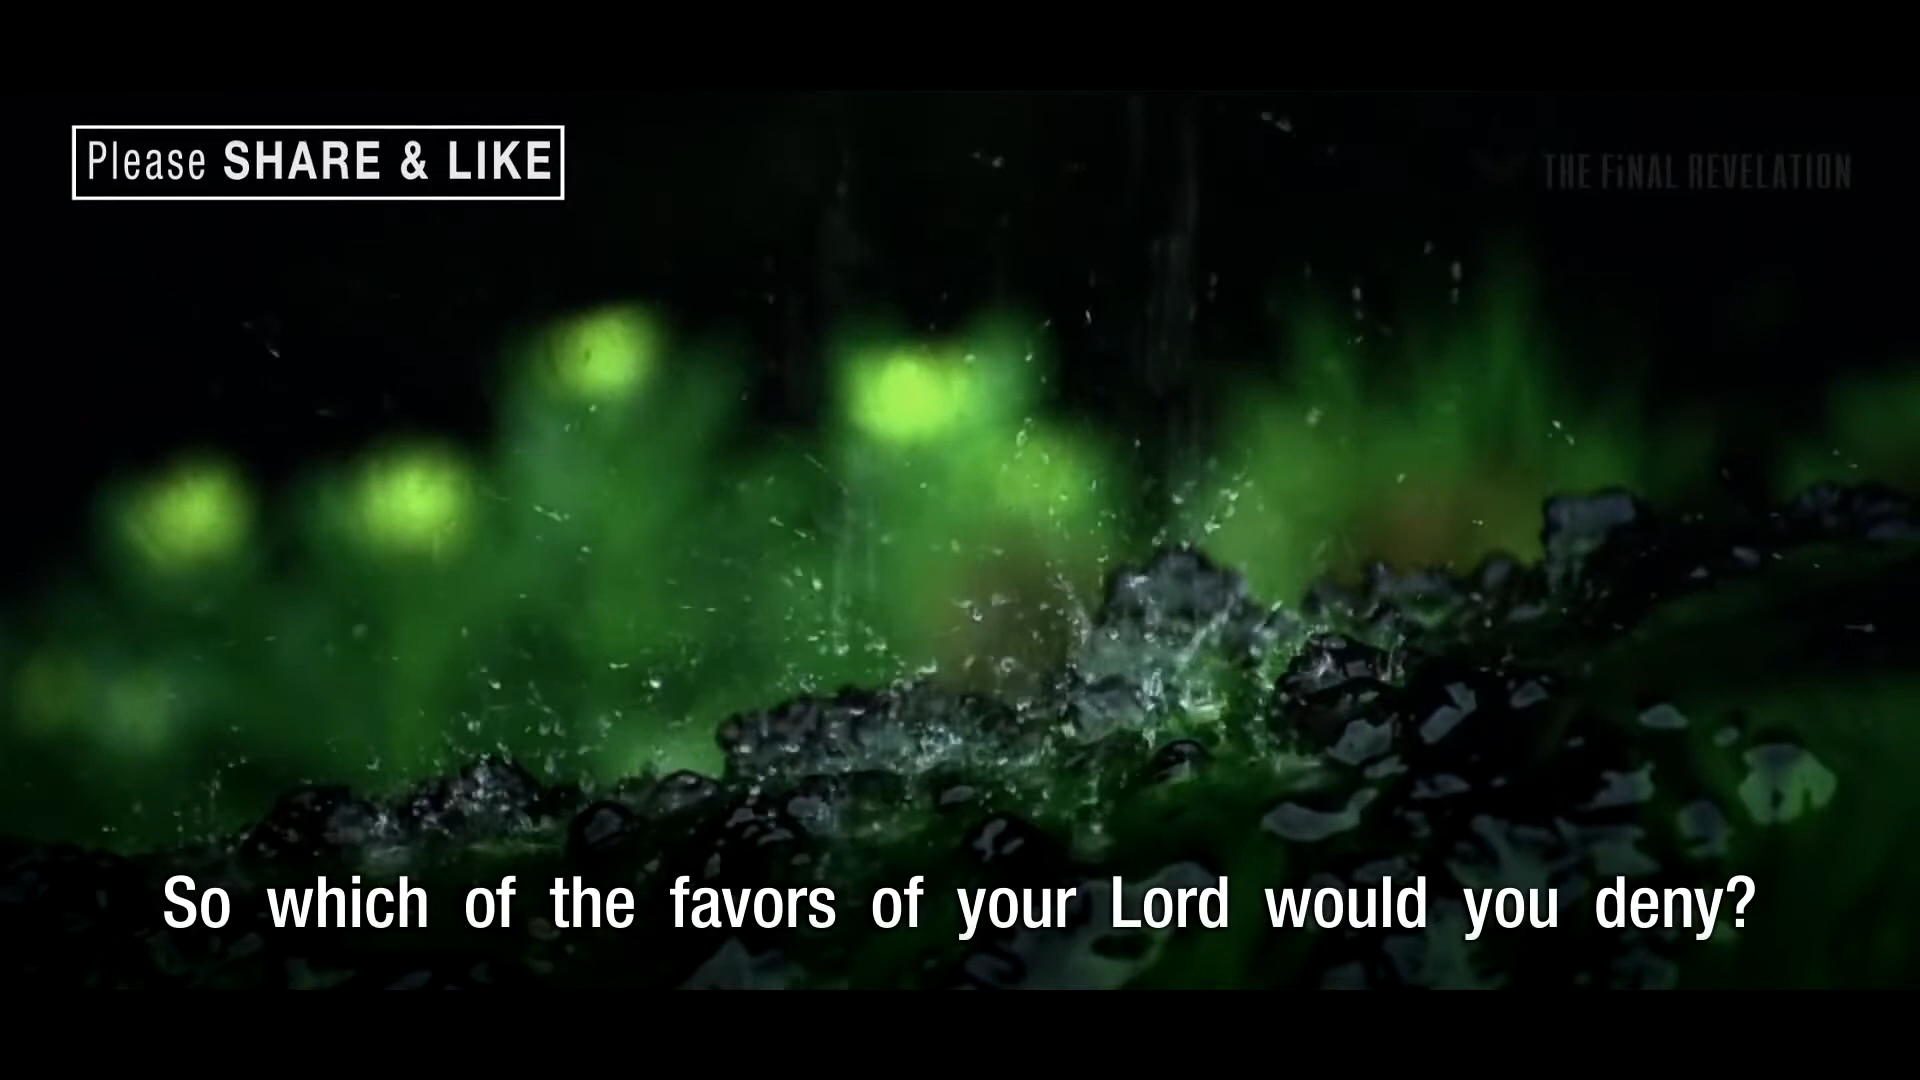 Please SHARE & LIKE
THE FiNAL REVELATION
So which of the favors of your Lord would you deny?